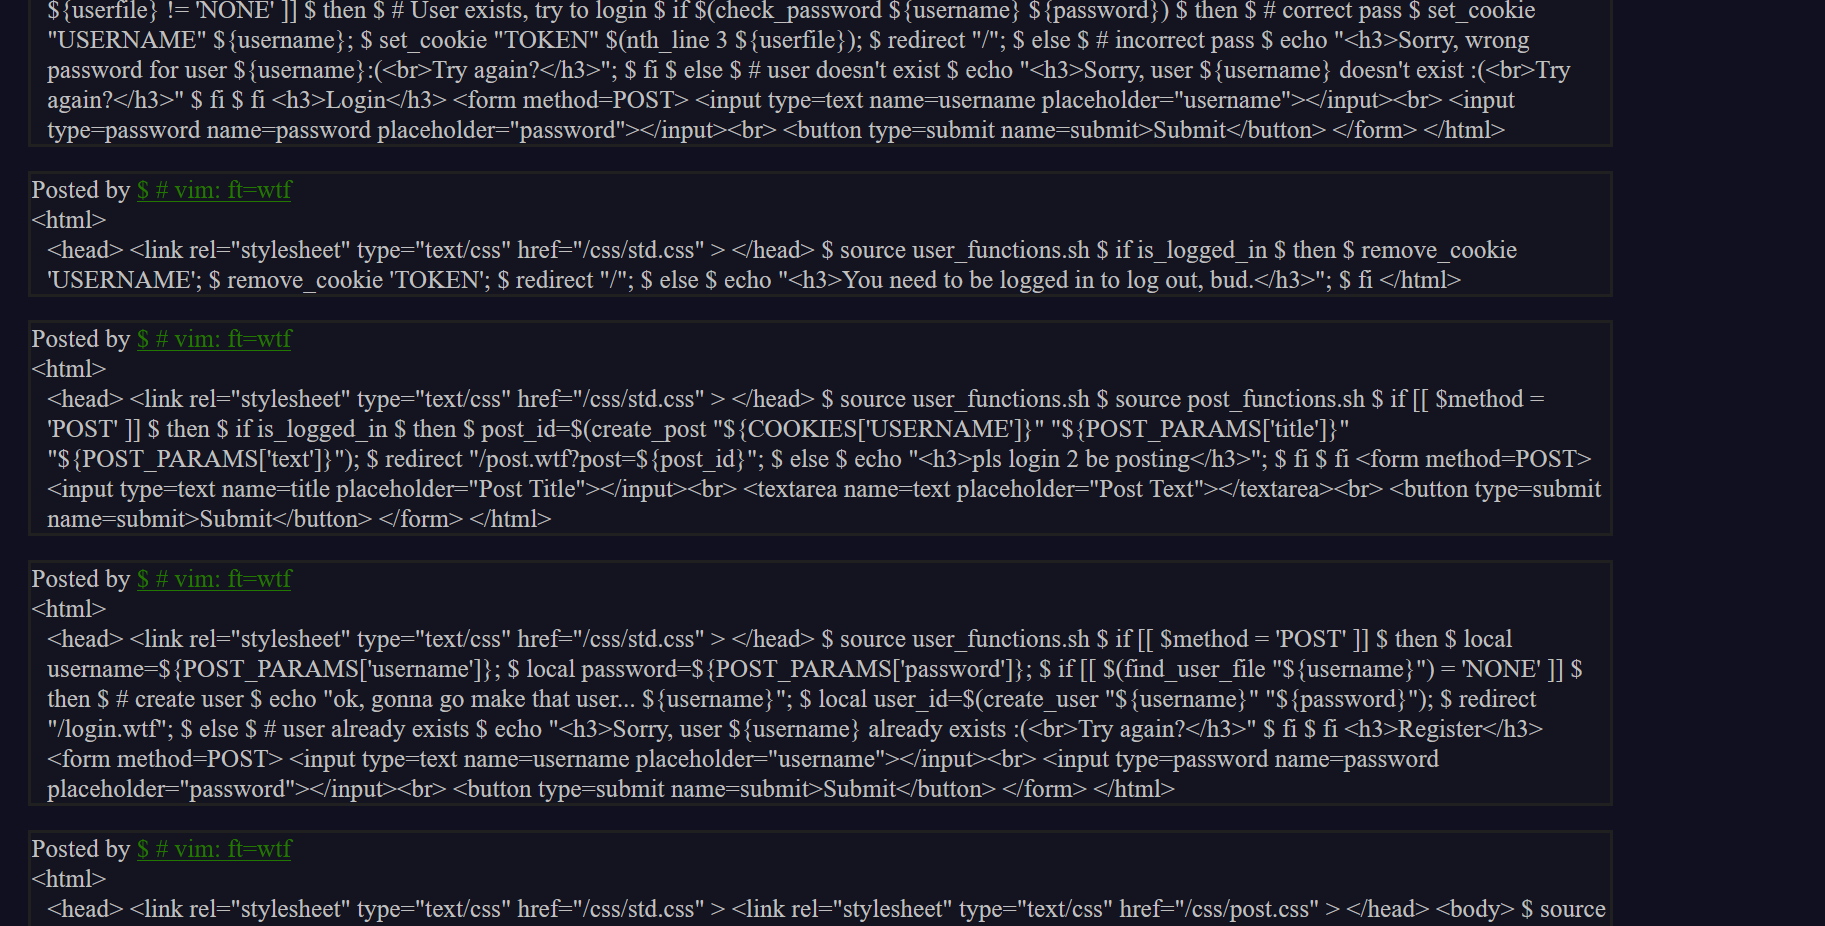 ${userfile} != 'NONE' ]] $ then $ # User exists, try to login $ if $(check_password ${username} ${password}) $ then $ # correct pass $ set_cookie
"USERNAME" ${username}; $ set_cookie "TOKEN" $(nth_line 3 ${userfile}); $ redirect "/"; $ else $ # incorrect pass $ echo "<h3>Sorry, wrong
password for user ${username}:(<br>Try again?</h3>"; $ fi $ else $ # user doesn't exist $ echo "<h3>Sorry, user ${username} doesn't exist :(<br>Try
again?</h3>" $ fi $ fi <h3>Login</h3> <form method=POST> <input type=text name=username placeholder="username"></input><br> <input
type=password name=password placeholder="password"></input><br> <button type=submit name=submit>Submit</button> </form> </html>
Posted by $ # vim: ft=wtf
<html>
<head> <link rel="stylesheet" type="text/css" href="/css/std.css" > </head> $ source user_functions.sh $ if is_logged_in $ then $ remove_cookie
'USERNAME'; $ remove_cookie 'TOKEN'; $ redirect "/"; $ else $ echo "<h3>You need to be logged in to log out, bud.</h3>"; $ fi </html>
Posted by $ # vim: ft=wtf
<html>
<head> <link rel="stylesheet" type="text/css" href="/css/std.css" > </head> $ source user_functions.sh $ source post_functions.sh $ if [[ $method =
'POST' ]] $ then $ if is_logged_in $ then $ post_id=$(create_post "${COOKIES['USERNAME']}" "${POST_PARAMS['title']}"
"${POST_PARAMS['text']}"); $ redirect "/post.wtf?post=${post_id}"; $ else $ echo "<h3>pls login 2 be posting</h3>"; $ fi $ fi <form method=POST>
<input type=text name=title placeholder="Post Title"></input><br> <textarea name=text placeholder="Post Text"></textarea><br> <button type=submit
name=submit>Submit</button> </form> </html>
Posted by $ # vim: ft=wtf
<html>
<head> <link rel="stylesheet" type="text/css" href="/css/std.css" > </head> $ source user_functions.sh $ if [[ $method = 'POST' ]] $ then $ local
username=${POST_PARAMS['username']}; $ local password=${POST_PARAMS['password']}; $ if [[ $(find_user_file "${username}") = 'NONE' ]] $
then $ # create user $ echo "ok, gonna go make that user... ${username}"; $ local user_id=$(create_user "${username}" "${password}"); $ redirect
"/login.wtf"; $ else $ # user already exists $ echo "<h3>Sorry, user ${username} already exists :(<br>Try again?</h3>" $ fi $ fi <h3>Register</h3>
<form method=POST> <input type=text name=username placeholder="username"></input><br> <input type=password name=password
placeholder="password"></input><br> <button type=submit name=submit>Submit</button> </form> </html>
Posted by $ # vim: ft=wtf
<html>
<head> <link rel="stylesheet" type="text/css" href="/css/std.css" > <link rel="stylesheet" type="text/css" href="/css/post.css" > </head> <body> $ source